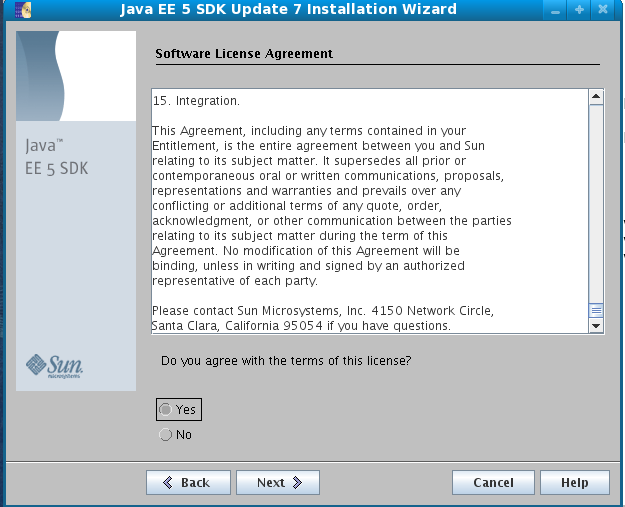 Java EE 5 SDK Update 7 Installation Wizard
Java™
EE 5 SDK
Sun
microsystems
Software License Agreement
15. Integration.
This Agreement, including any terms contained in your
Entitlement, is the entire agreement between you and Sun
relating to its subject matter. It supersedes all prior or
contemporaneous oral or written communications, proposals,
representations and warranties and prevails over any
conflicting or additional terms of any quote, order,
acknowledgment, or other communication between the parties
relating to its subject matter during the term of this
Agreement. No modification of this Agreement will be
binding, unless in writing and signed by an authorized
representative of each party.
Please contact Sun Microsystems, Inc. 4150 Network Circle,
Santa Clara, California 95054 if you have questions.
Do you agree with the terms of this license?
Yes
No
Back
Next
Cancel
Help